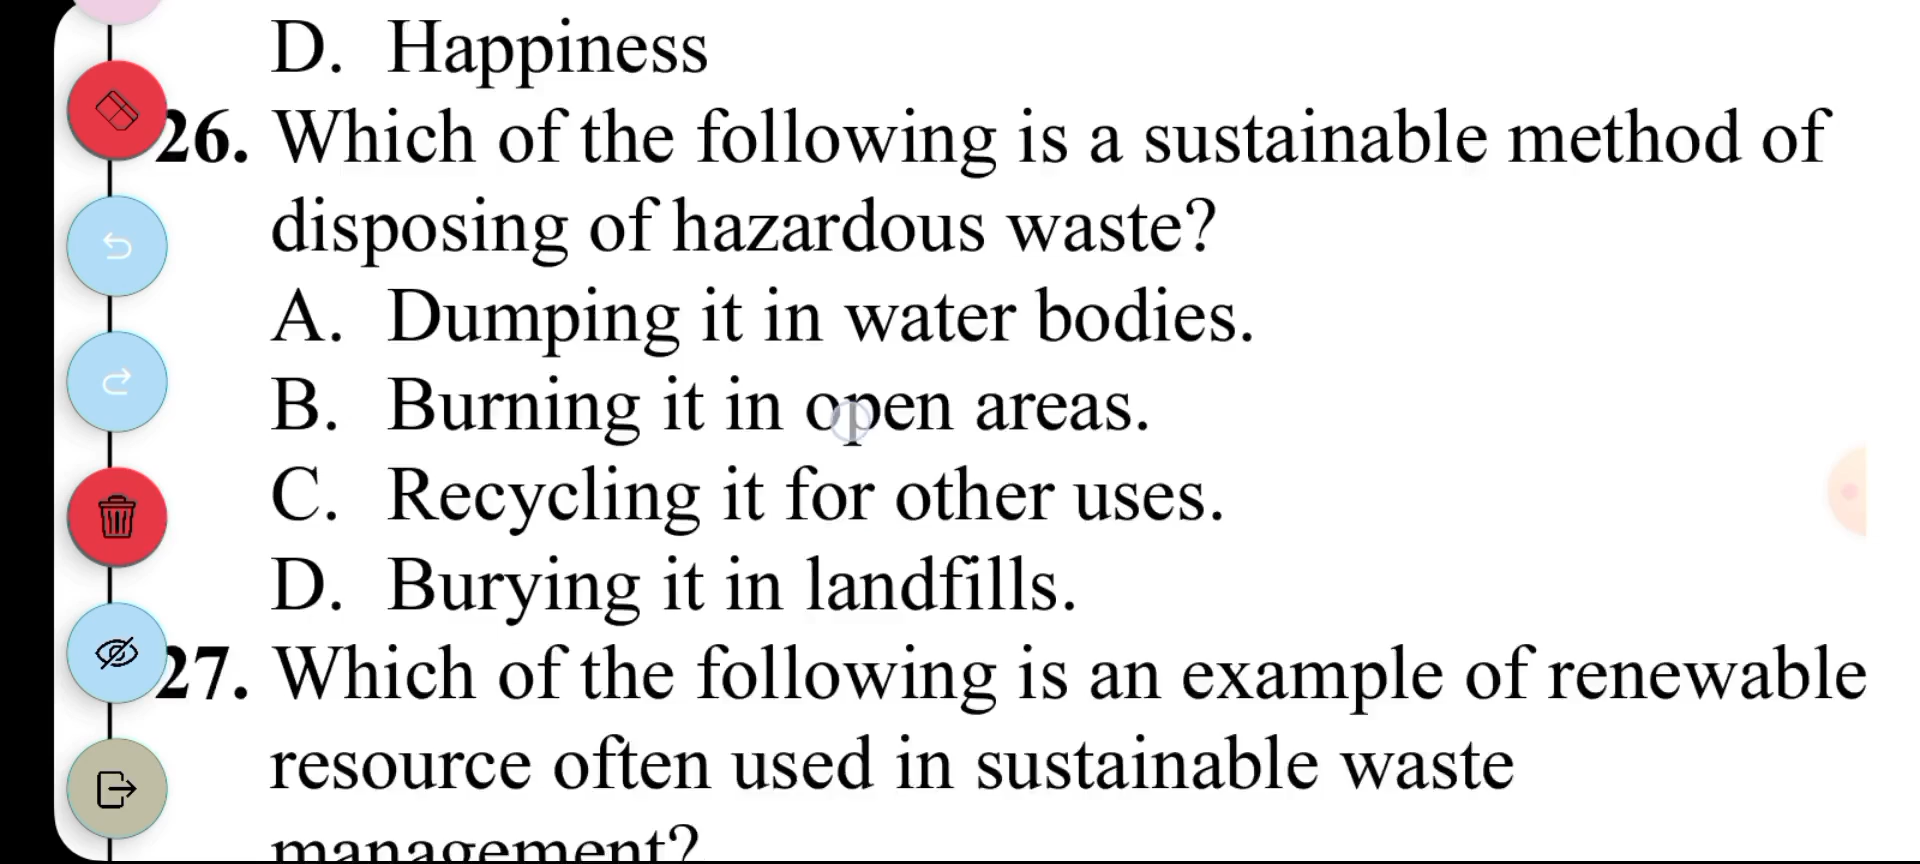 D. Happiness
26. Which of the following is a sustainable method of
disposing of hazardous waste?
A. Dumping it in water bodies.
B. Burning it in open areas.
C. Recycling it for other uses.
D. Burying it in landfills.
27. Which of the following is an example of renewable
resource often used in sustainable waste
management?